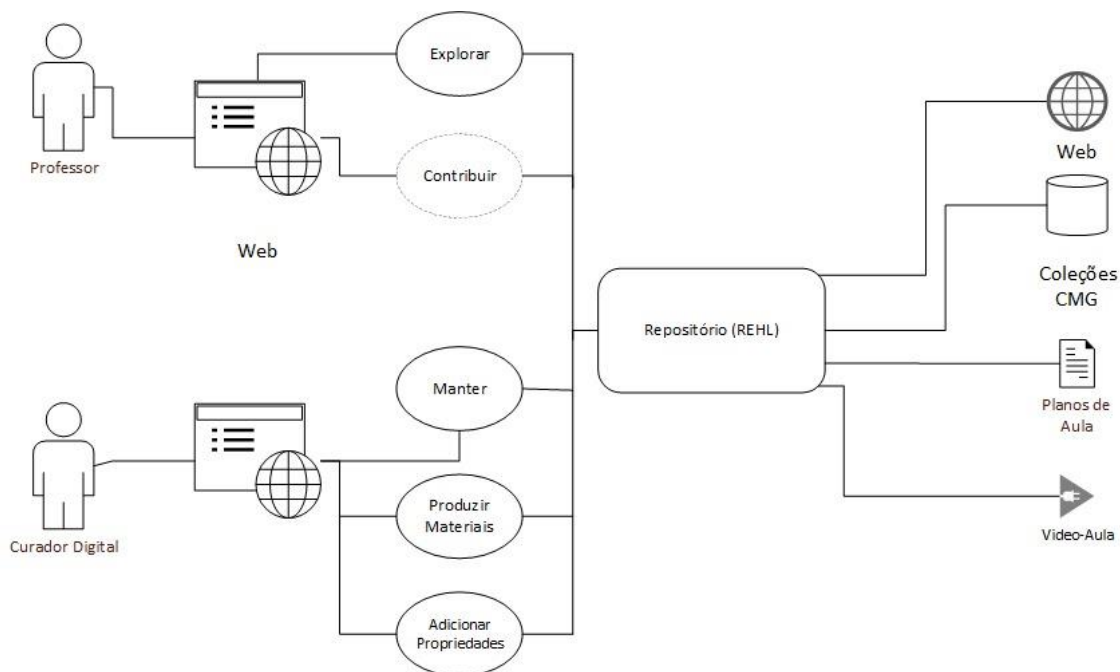 Explorar
Professor
Contribuir
Web
Repositório (REHL)
Web
Coleções
CMG
Planos de
Aula
Video-Aula
Manter
Curador Digital
Produzir
Materiais
Adicionar
Propriedades